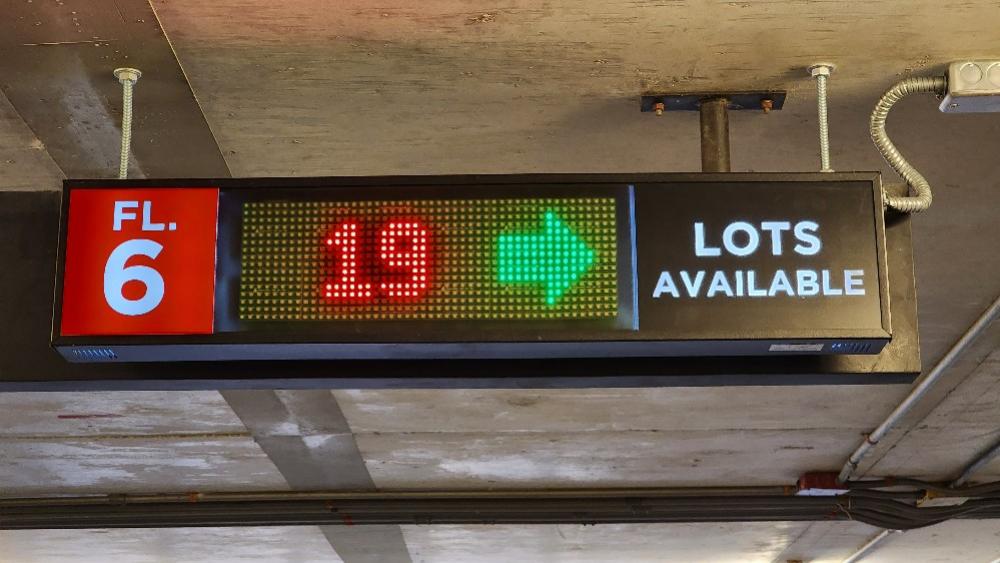 FL.
6
19 →
LOTS
AVAILABLE